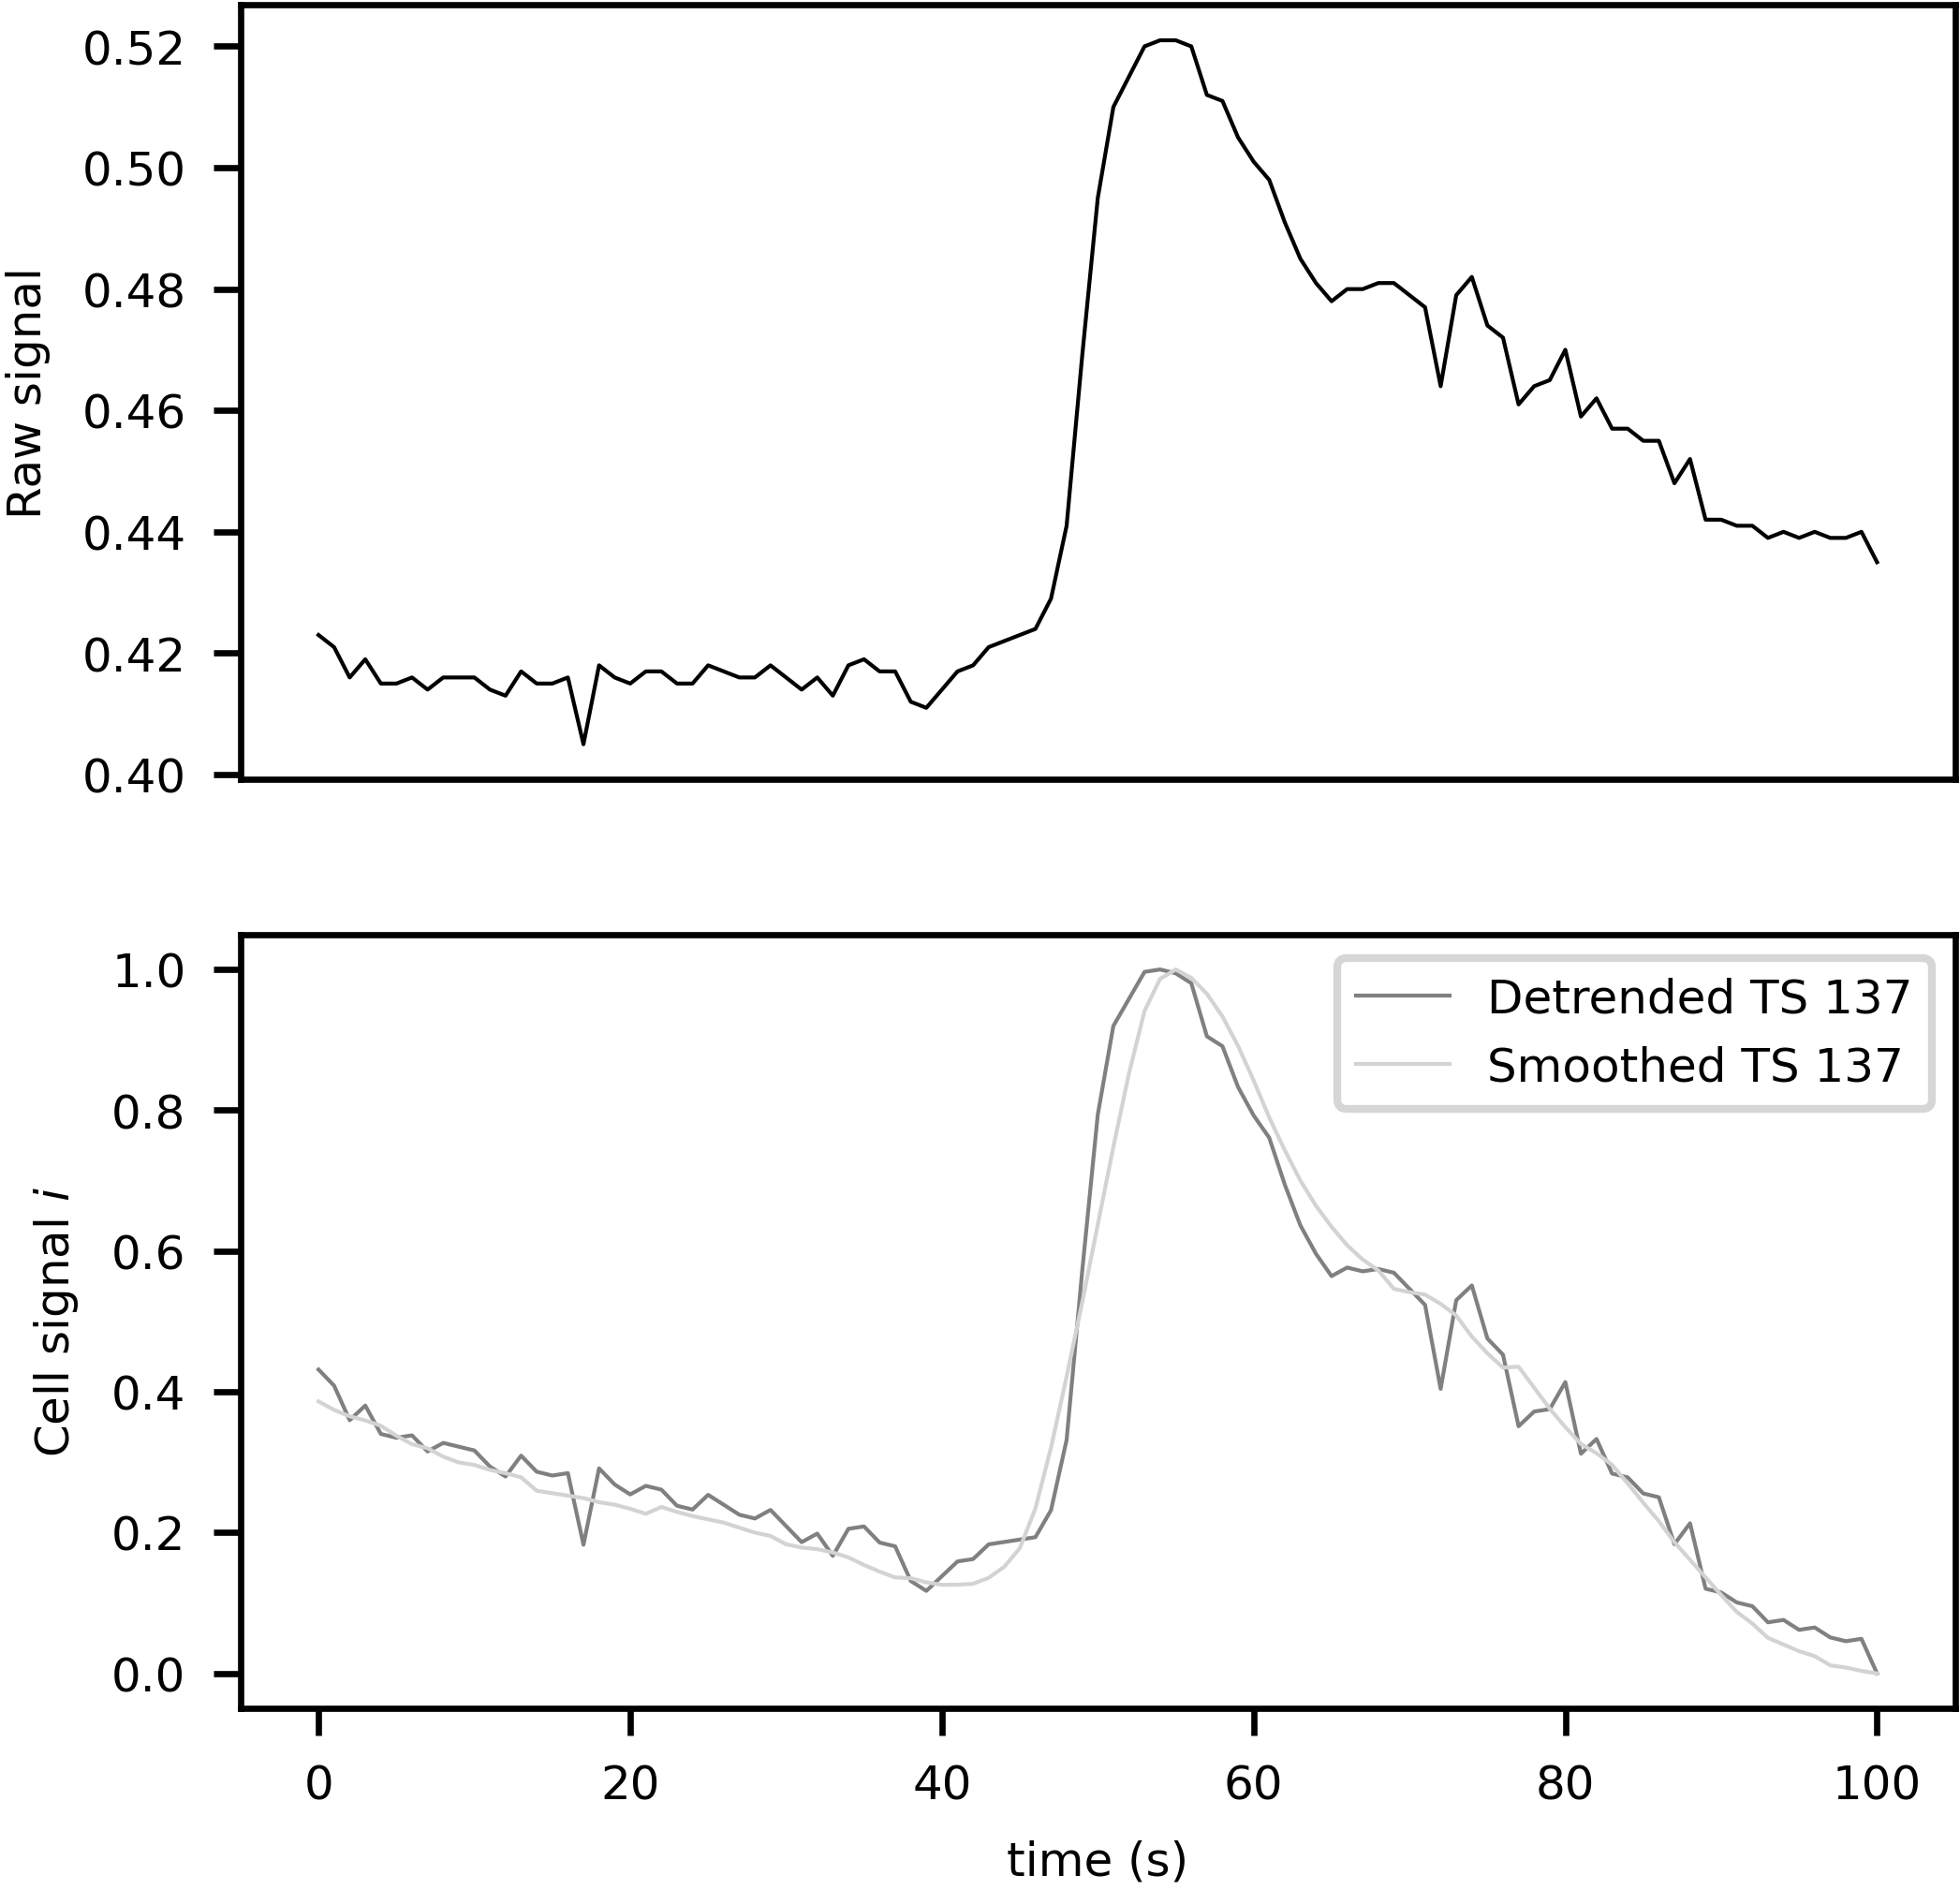 Raw signal
0.52
0.50
0.48
0.46
0.44
0.42
0.40
Cell signal i
1.0
0.8
0.6
0.4
0.2
0.0
Detrended TS 137
Smoothed TS 137
0 20 40 60 80 100
time (s)